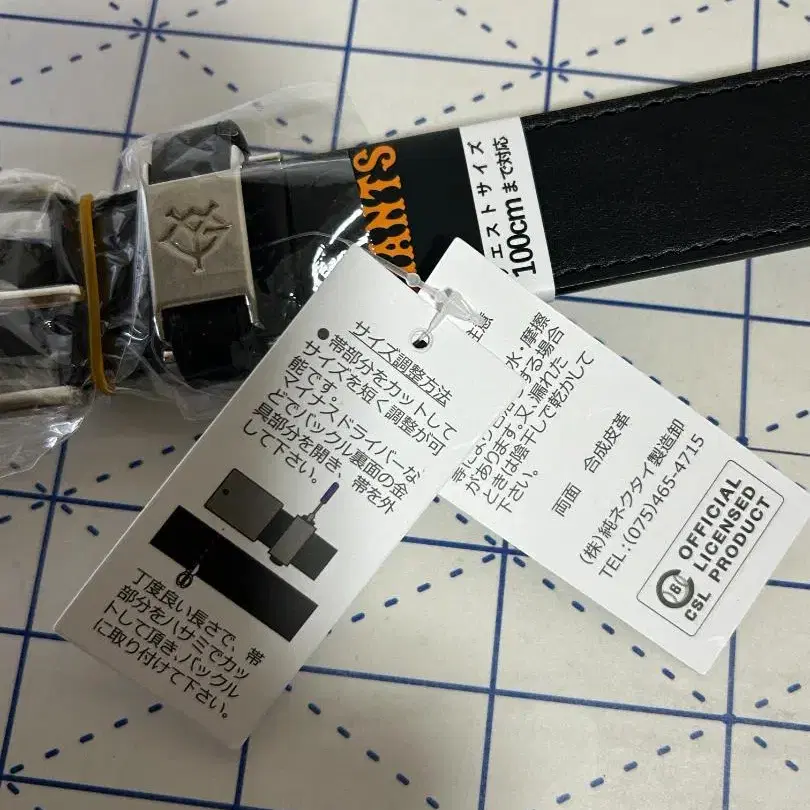 ANTS
エストサイズ
100cmまで対応
サイズ調整方法
●帯部分をカットして
サイズを短く調整が可
能です。
マイナスドライバーな
どでバックル裏面の金
具部分を開き、帯を外
して下さい。
丁度良い長さで、帯
部分をハサミでカッ
トして頂き、バックル
に取り付けて下さい。
水・摩擦
する場合
があります。又、濡れた
ときは陰干しで乾かして
下さい。
両面 合成皮革
(株)純ネクタイ製造卸
TEL:(075)465-4715
OFFICIAL
LICENSED
PRODUCT
CSL